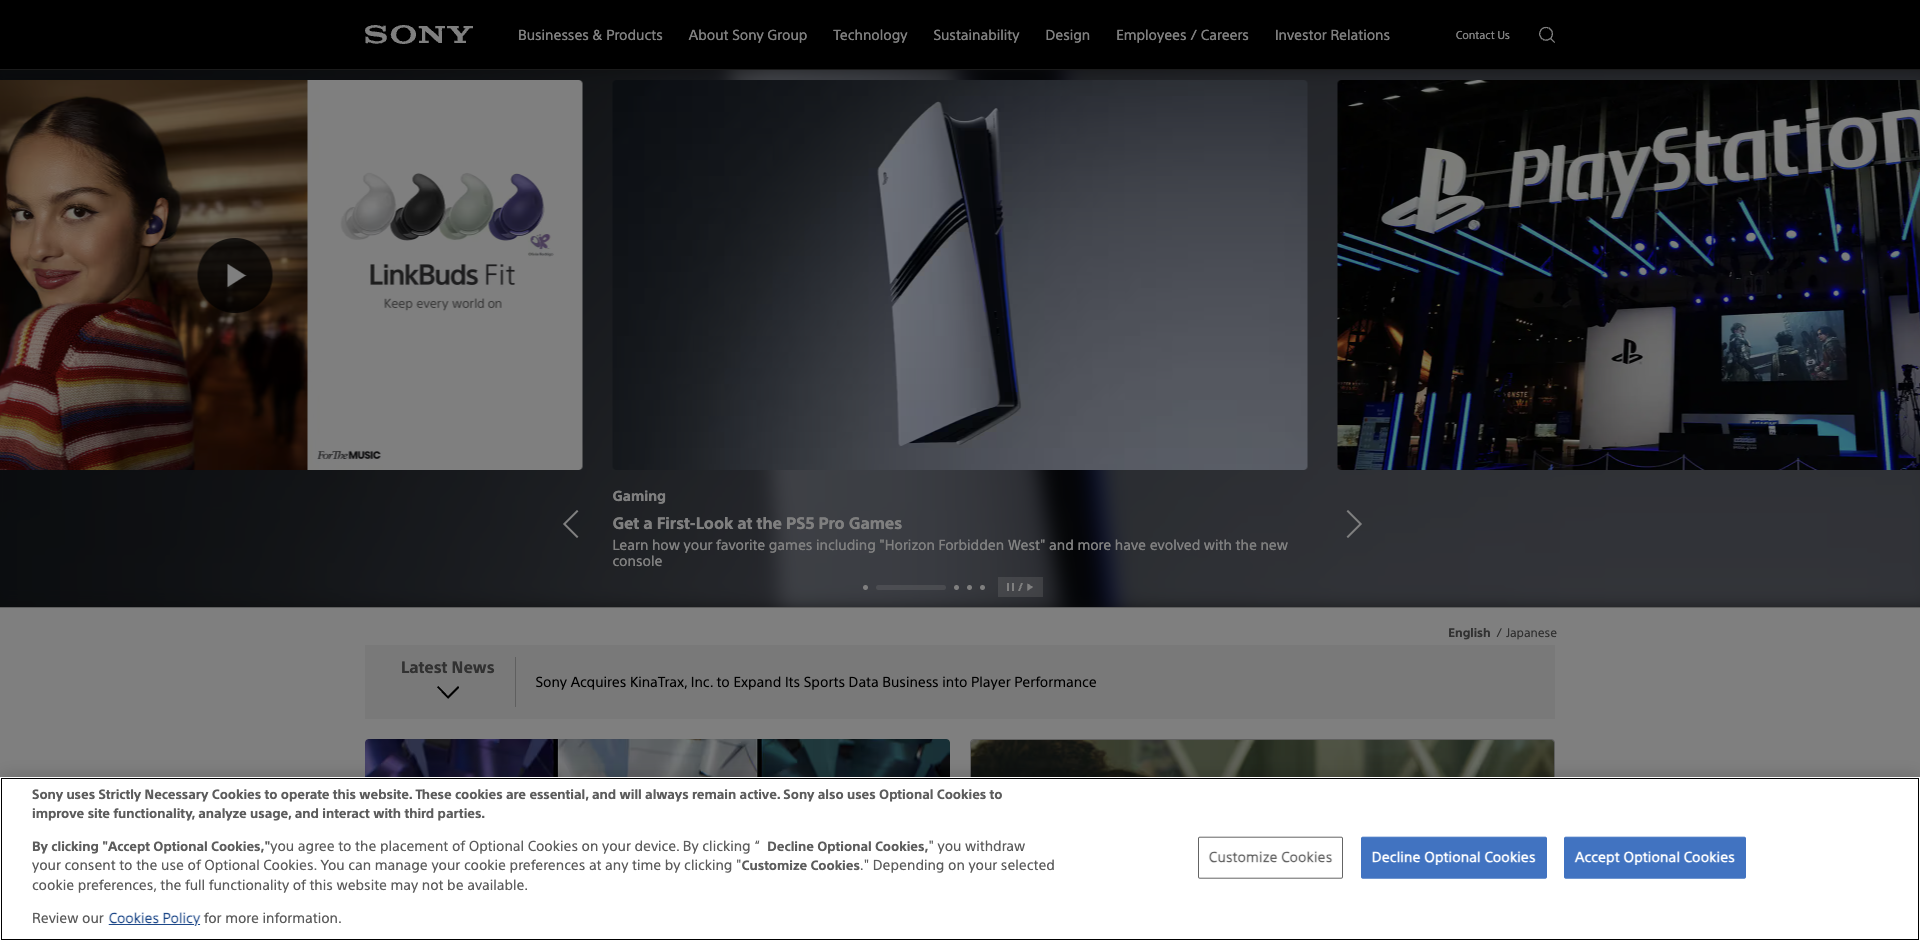 SONY
Businesses & Products
About Sony Group
Technology
Sustainability
Design
Employees / Careers
Investor Relations
Contact Us
LinkBuds Fit
Keep every world on
ForTheMUSIC
PlayStation
Gaming
Get a First-Look at the PS5 Pro Games
Learn how your favorite games including "Horizon Forbidden West" and more have evolved with the new
console
English / Japanese
Latest News
Sony Acquires KinaTrax, Inc. to Expand Its Sports Data Business into Player Performance
Sony uses Strictly Necessary Cookies to operate this website. These cookies are essential, and will always remain active. Sony also uses Optional Cookies to
improve site functionality, analyze usage, and interact with third parties.
By clicking "Accept Optional Cookies,"you agree to the placement of Optional Cookies on your device. By clicking “ Decline Optional Cookies," you withdraw
your consent to the use of Optional Cookies. You can manage your cookie preferences at any time by clicking "Customize Cookies." Depending on your selected
cookie preferences, the full functionality of this website may not be available.
Review our Cookies Policy for more information.
Customize Cookies
Decline Optional Cookies
Accept Optional Cookies